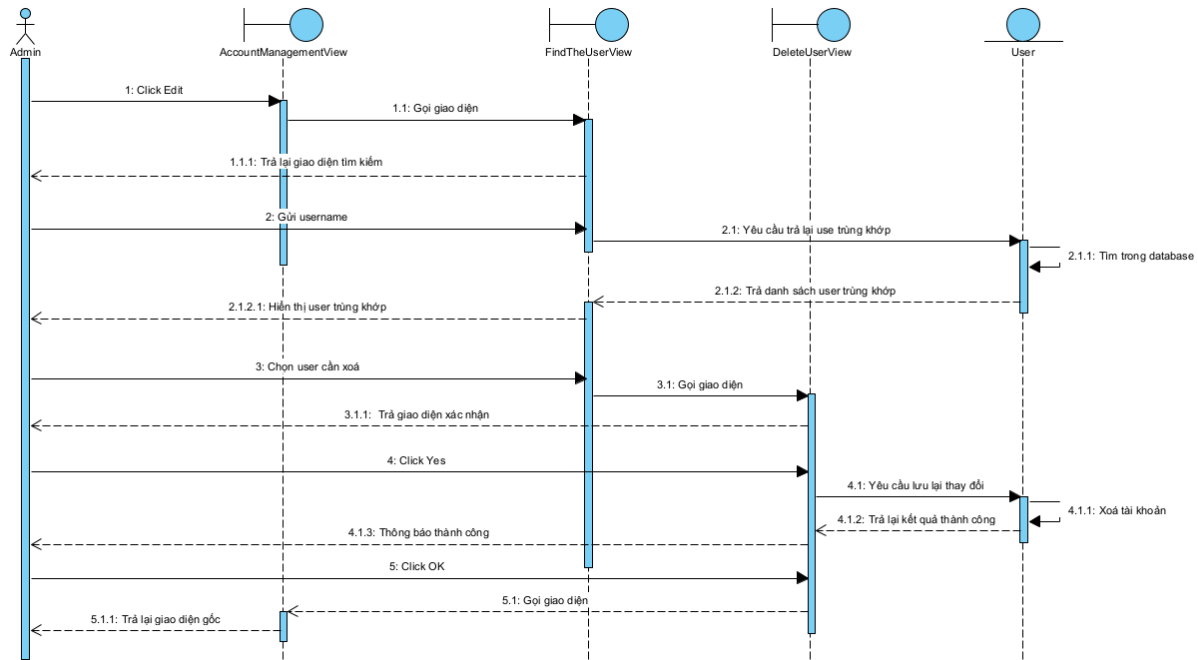 Admin
AccountManagementView
FindTheUserView
DeleteUserView
User
1: Click Edit
1.1: Gọi giao diện
1.1.1: Trả lại giao diện tìm kiếm
2: Gửi username
2.1: Yêu cầu trả lại use trùng khớp
2.1.1: Tìm trong database
2.1.2: Trả danh sách user trùng khớp
2.1.2.1: Hiển thị user trùng khớp
3: Chọn user cần xoá
3.1: Gọi giao diện
3.1.1:  Trả giao diện xác nhận
4: Click Yes
4.1: Yêu cầu lưu lại thay đổi
4.1.1: Xoá tài khoản
4.1.2: Trả lại kết quả thành công
4.1.3: Thông báo thành công
5: Click OK
5.1: Gọi giao diện
5.1.1: Trả lại giao diện gốc